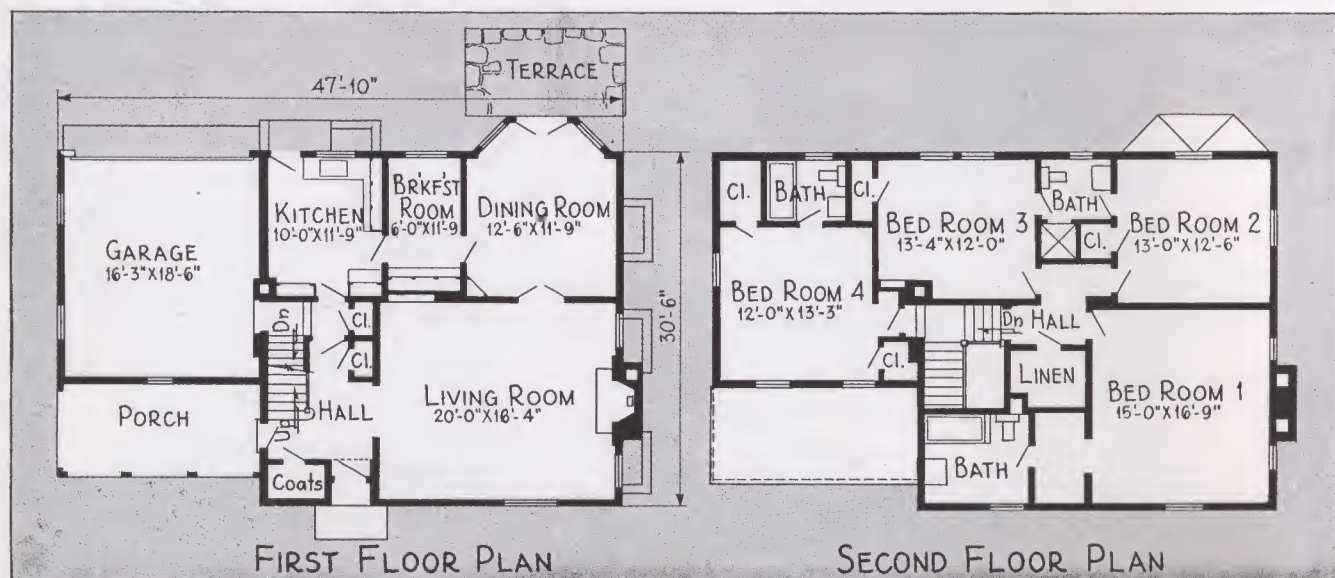 TERRACE
47'-10"
GARAGE
16'-3"X18'-6"
KITCHEN
10'-0"X11'-9"
BR'KF'ST
ROOM
6'-0"X11'-9
DINING ROOM
12'-6"X11'-9"
30'-6"
Dn
Cl.
Cl.
PORCH
Up
HALL
LIVING ROOM
20'-0"X16'-4"
Coats
FIRST FLOOR PLAN
Cl.
BATH
Cl.
BED ROOM 3
13'-4"X12'-0"
BATH
Cl.
BED ROOM 2
13'-0"X12'-6"
BED ROOM 4
12'-0"X13'-3"
Dn
HALL
Cl.
LINEN
BED ROOM 1
15'-0"X16'-9"
BATH
SECOND FLOOR PLAN